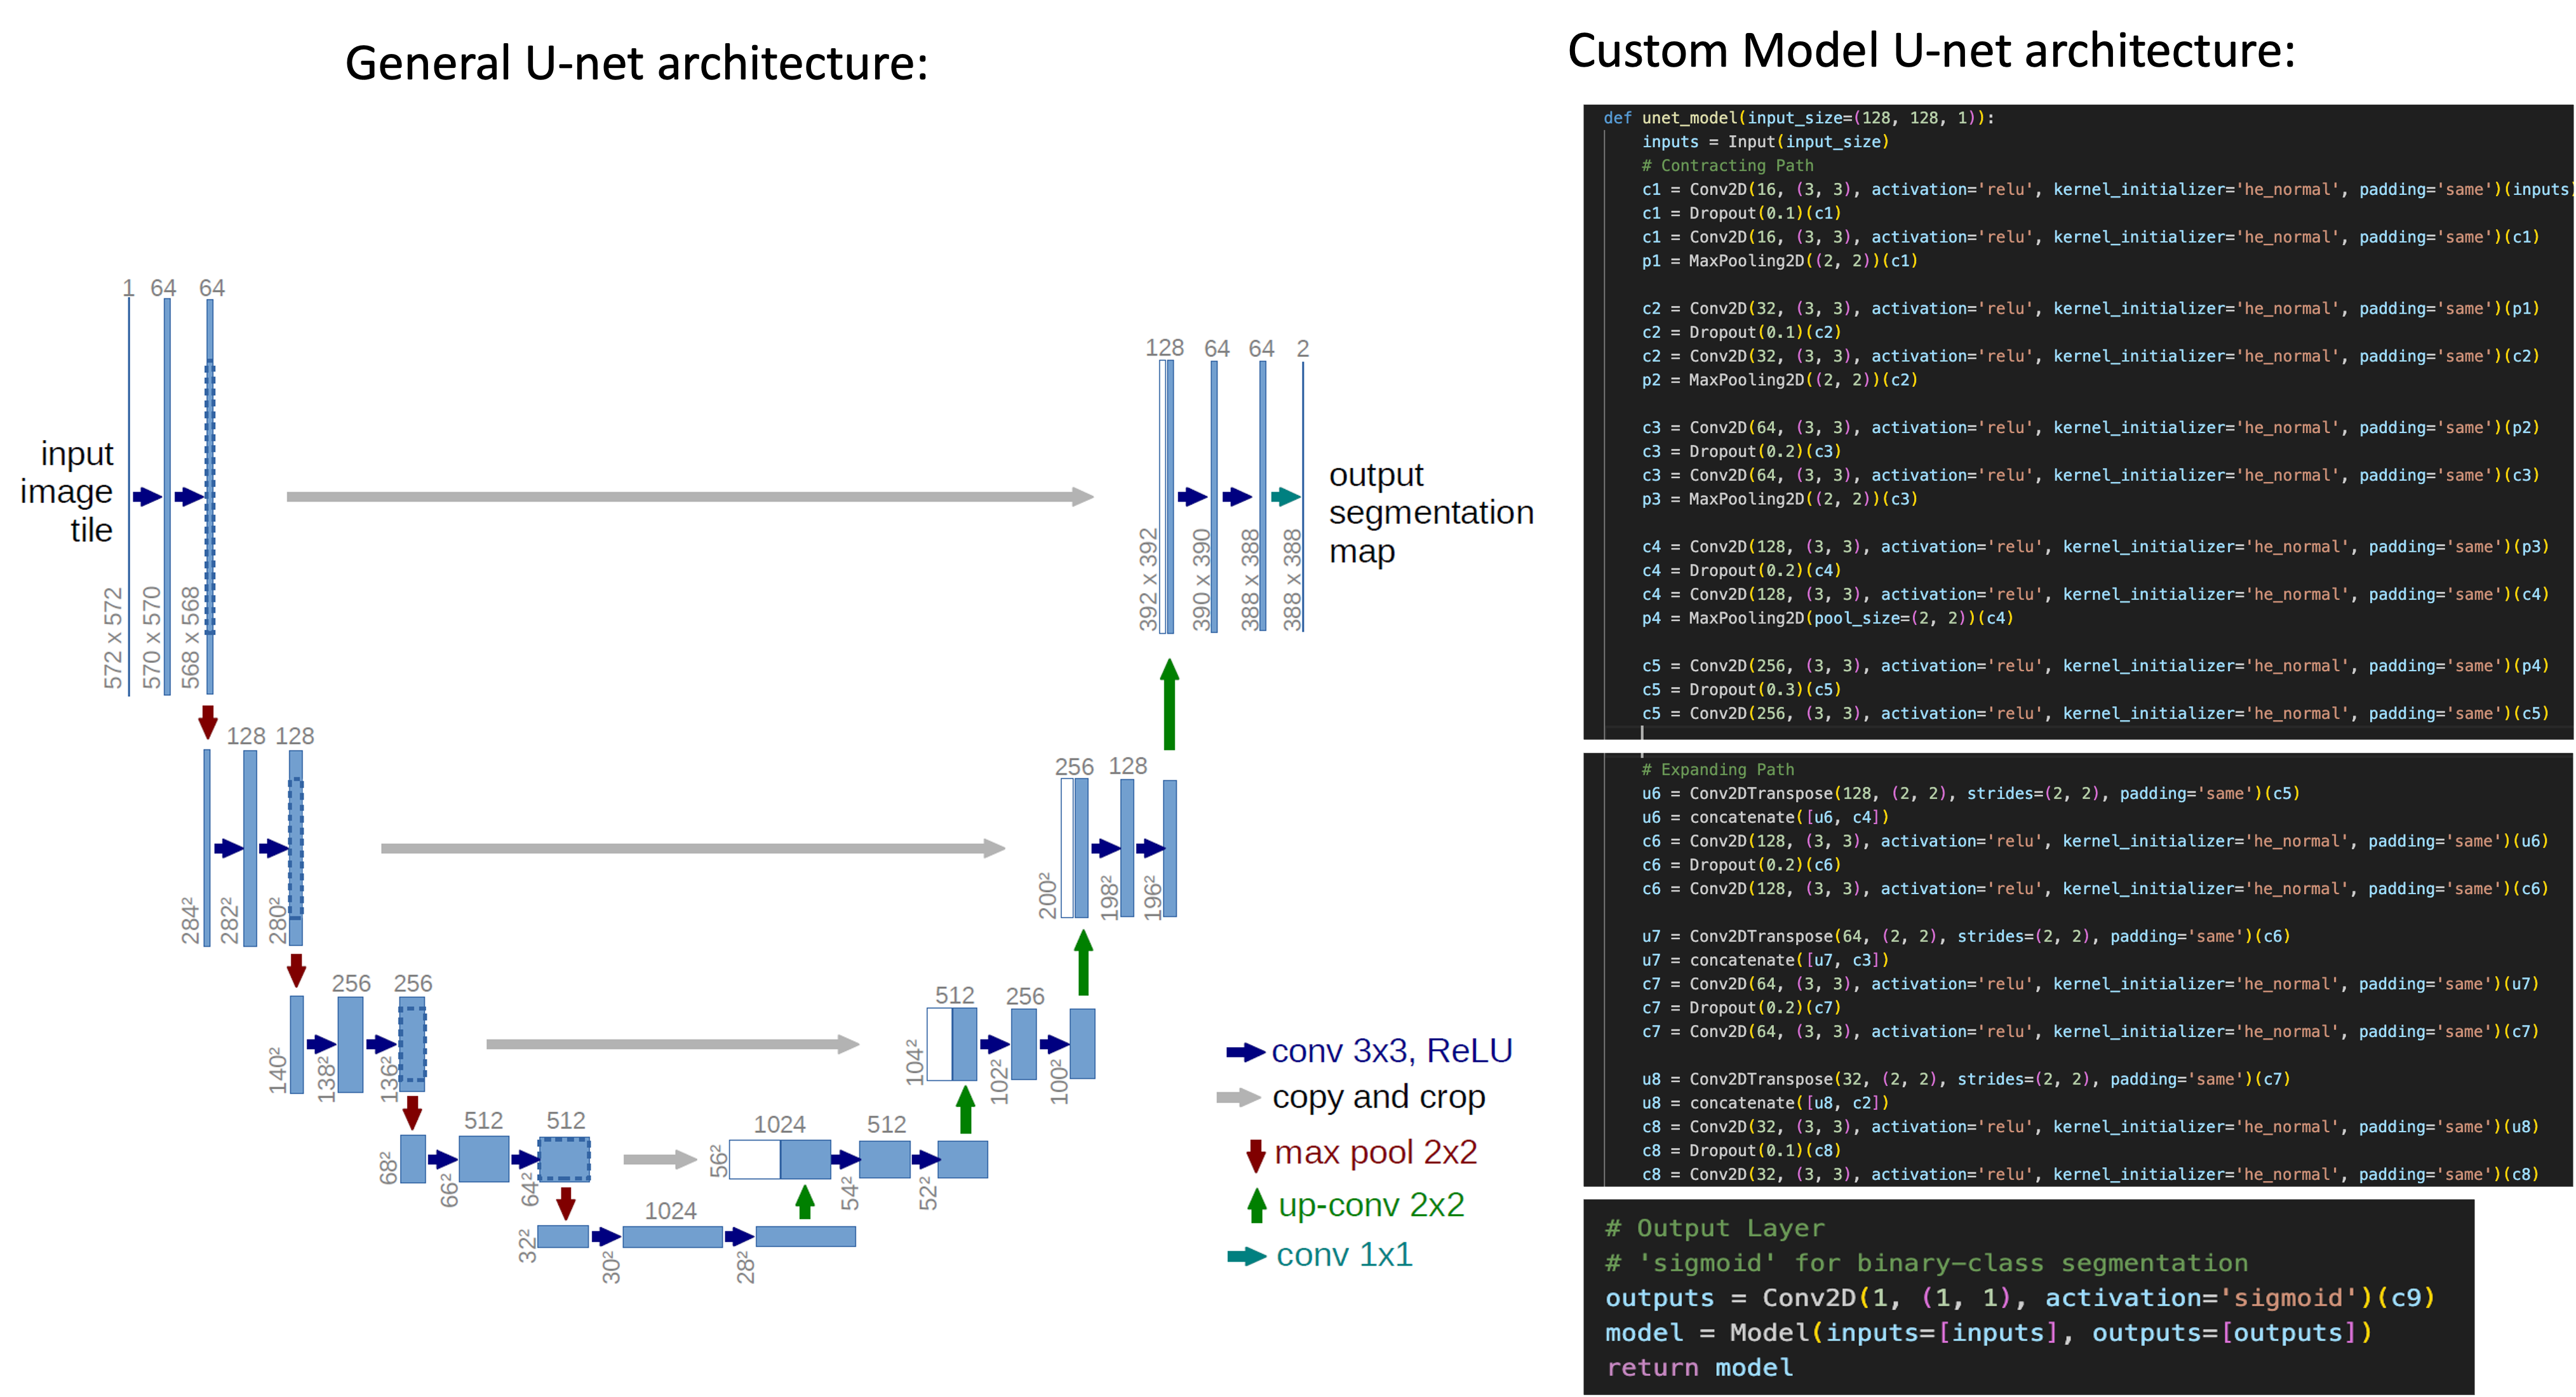 General U-net architecture:
1 64 64
input
image
tile
572 x 572
570 x 570
568 x 568
128 64 64 2
output
segmentation
map
392 x 392
390 x 390
388 x 388
388 x 388
128 128
284²
282²
280²
256 128
200²
198²
196²
256 256
140²
138²
136²
512 256
104²
102²
100²
512 512
68²
66²
64²
1024 512
56²
54²
52²
1024
32²
30²
28²
conv 3x3, ReLU
copy and crop
max pool 2x2
up-conv 2x2
conv 1x1
Custom Model U-net architecture:
def unet_model(input_size=(128, 128, 1)):
inputs = Input(input_size)
# Contracting Path
c1 = Conv2D(16, (3, 3), activation='relu', kernel_initializer='he_normal', padding='same')(inputs)
c1 = Dropout(0.1)(c1)
c1 = Conv2D(16, (3, 3), activation='relu', kernel_initializer='he_normal', padding='same')(c1)
p1 = MaxPooling2D((2, 2))(c1)
c2 = Conv2D(32, (3, 3), activation='relu', kernel_initializer='he_normal', padding='same')(p1)
c2 = Dropout(0.1)(c2)
c2 = Conv2D(32, (3, 3), activation='relu', kernel_initializer='he_normal', padding='same')(c2)
p2 = MaxPooling2D((2, 2))(c2)
c3 = Conv2D(64, (3, 3), activation='relu', kernel_initializer='he_normal', padding='same')(p2)
c3 = Dropout(0.2)(c3)
c3 = Conv2D(64, (3, 3), activation='relu', kernel_initializer='he_normal', padding='same')(c3)
p3 = MaxPooling2D((2, 2))(c3)
c4 = Conv2D(128, (3, 3), activation='relu', kernel_initializer='he_normal', padding='same')(p3)
c4 = Dropout(0.2)(c4)
c4 = Conv2D(128, (3, 3), activation='relu', kernel_initializer='he_normal', padding='same')(c4)
p4 = MaxPooling2D(pool_size=(2, 2))(c4)
c5 = Conv2D(256, (3, 3), activation='relu', kernel_initializer='he_normal', padding='same')(p4)
c5 = Dropout(0.3)(c5)
c5 = Conv2D(256, (3, 3), activation='relu', kernel_initializer='he_normal', padding='same')(c5)
# Expanding Path
u6 = Conv2DTranspose(128, (2, 2), strides=(2, 2), padding='same')(c5)
u6 = concatenate([u6, c4])
c6 = Conv2D(128, (3, 3), activation='relu', kernel_initializer='he_normal', padding='same')(u6)
c6 = Dropout(0.2)(c6)
c6 = Conv2D(128, (3, 3), activation='relu', kernel_initializer='he_normal', padding='same')(c6)
u7 = Conv2DTranspose(64, (2, 2), strides=(2, 2), padding='same')(c6)
u7 = concatenate([u7, c3])
c7 = Conv2D(64, (3, 3), activation='relu', kernel_initializer='he_normal', padding='same')(u7)
c7 = Dropout(0.2)(c7)
c7 = Conv2D(64, (3, 3), activation='relu', kernel_initializer='he_normal', padding='same')(c7)
u8 = Conv2DTranspose(32, (2, 2), strides=(2, 2), padding='same')(c7)
u8 = concatenate([u8, c2])
c8 = Conv2D(32, (3, 3), activation='relu', kernel_initializer='he_normal', padding='same')(u8)
c8 = Dropout(0.1)(c8)
c8 = Conv2D(32, (3, 3), activation='relu', kernel_initializer='he_normal', padding='same')(c8)
# Output Layer
# 'sigmoid' for binary-class segmentation
outputs = Conv2D(1, (1, 1), activation='sigmoid')(c9)
model = Model(inputs=[inputs], outputs=[outputs])
return model